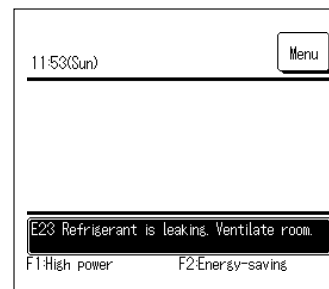 11:53(Sun)
Menu
E23 Refrigerant is leaking. Ventilate room.
F1:High power F2:Energy-saving